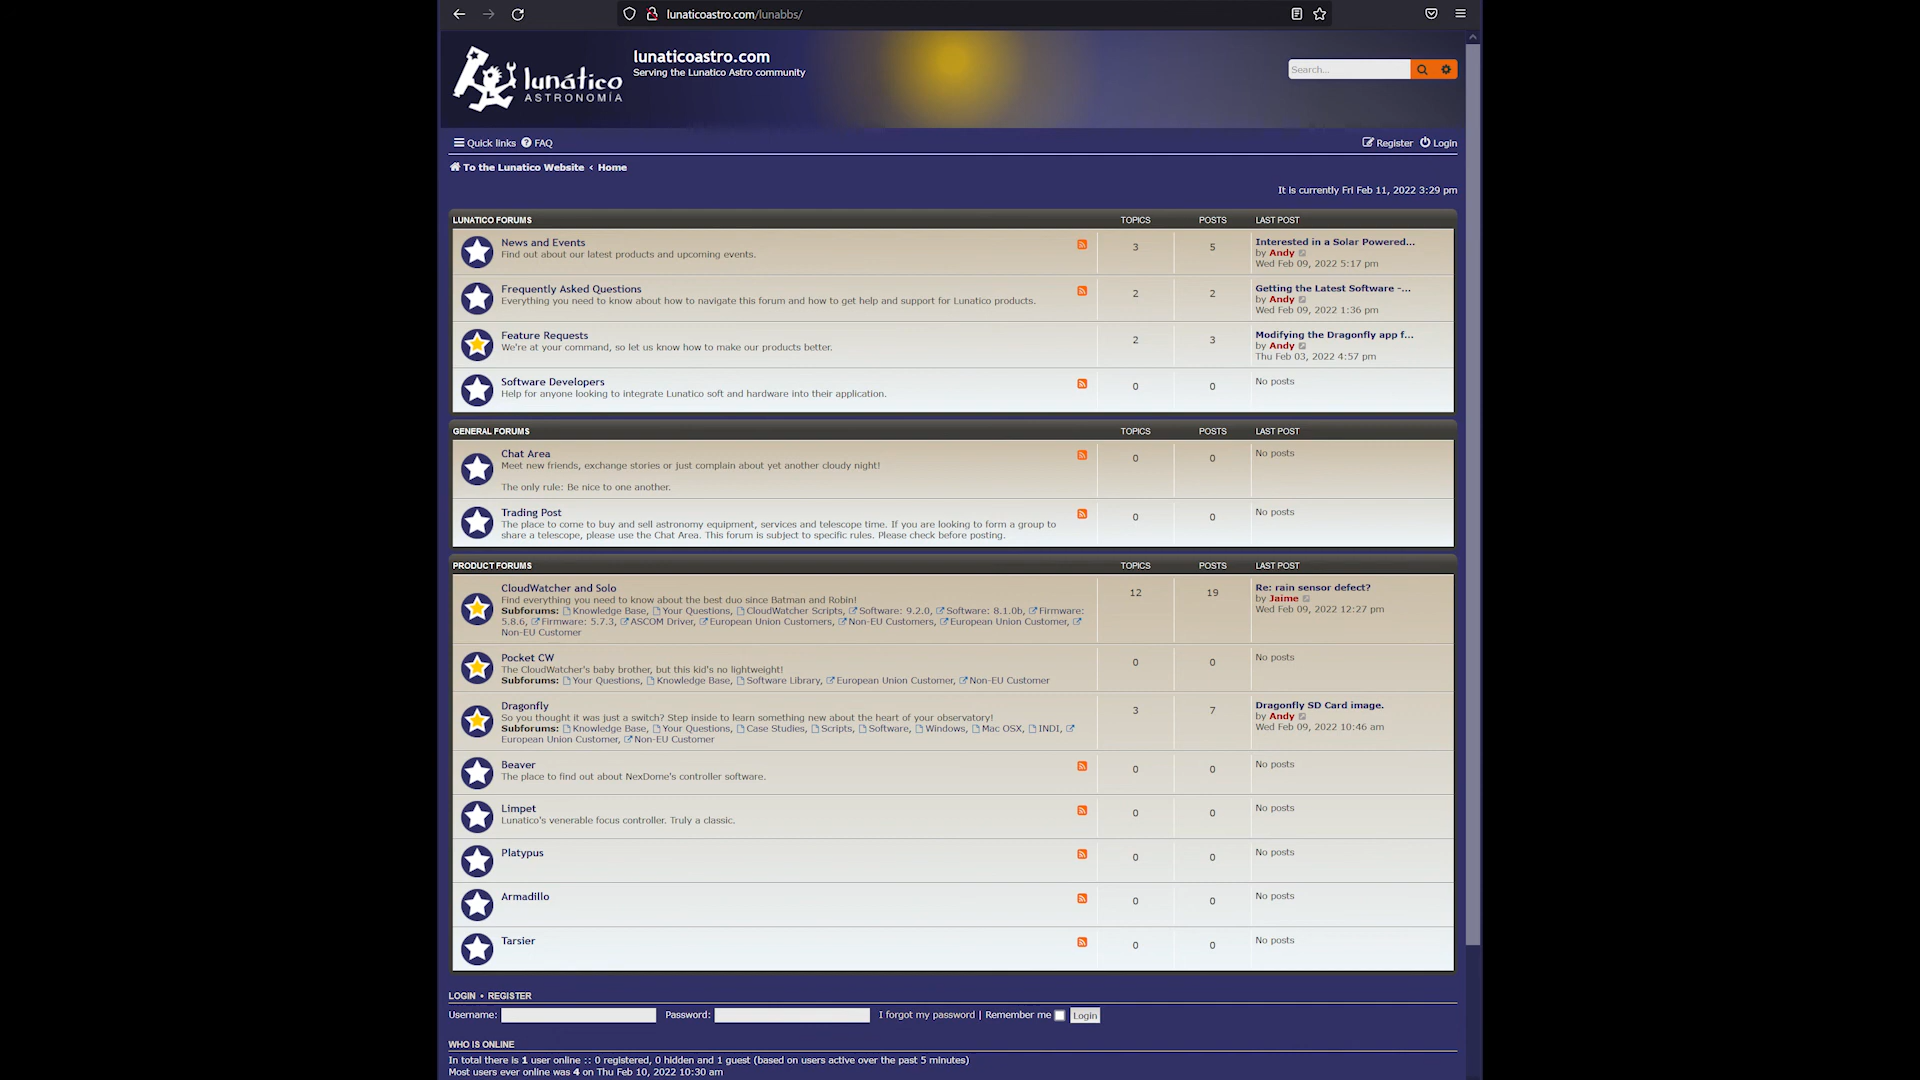 lunaticoastro.com/lunabbs/
lunático
ASTRONOMÍA
lunaticoastro.com
Serving the Lunatico Astro community
Search...
Quick links FAQ
Register Login
To the Lunatico Website ‹ Home
It is currently Fri Feb 11, 2022 3:29 pm
LUNATICO FORUMS TOPICS POSTS LAST POST
News and Events
Find out about our latest products and upcoming events.
3 5
Interested in a Solar Powered...
by Andy
Wed Feb 09, 2022 5:17 pm
Frequently Asked Questions
Everything you need to know about how to navigate this forum and how to get help and support for Lunatico products.
2 2
Getting the Latest Software -...
by Andy
Wed Feb 09, 2022 1:36 pm
Feature Requests
We're at your command, so let us know how to make our products better.
2 3
Modifying the Dragonfly app f...
by Andy
Thu Feb 03, 2022 4:57 pm
Software Developers
Help for anyone looking to integrate Lunatico soft and hardware into their application.
0 0
No posts
GENERAL FORUMS TOPICS POSTS LAST POST
Chat Area
Meet new friends, exchange stories or just complain about yet another cloudy night!
The only rule: Be nice to one another.
0 0
No posts
Trading Post
The place to come to buy and sell astronomy equipment, services and telescope time. If you are looking to form a group to
share a telescope, please use the Chat Area. This forum is subject to specific rules. Please check before posting.
0 0
No posts
PRODUCT FORUMS TOPICS POSTS LAST POST
CloudWatcher and Solo
Find everything you need to know about the best duo since Batman and Robin!
Subforums: Knowledge Base, Your Questions, CloudWatcher Scripts, Software: 9.2.0, Software: 8.1.0b, Firmware:
5.8.6, Firmware: 5.7.3, ASCOM Driver, European Union Customers, Non-EU Customers, European Union Customer,
Non-EU Customer
12 19
Re: rain sensor defect?
by Jaime
Wed Feb 09, 2022 12:27 pm
Pocket CW
The CloudWatcher's baby brother, but this kid's no lightweight!
Subforums: Your Questions, Knowledge Base, Software Library, European Union Customer, Non-EU Customer
0 0
No posts
Dragonfly
So you thought it was just a switch? Step inside to learn something new about the heart of your observatory!
Subforums: Knowledge Base, Your Questions, Case Studies, Scripts, Software, Windows, Mac OSX, INDI,
European Union Customer, Non-EU Customer
3 7
Dragonfly SD Card image.
by Andy
Wed Feb 09, 2022 10:46 am
Beaver
The place to find out about NexDome's controller software.
0 0
No posts
Limpet
Lunatico's venerable focus controller. Truly a classic.
0 0
No posts
Platypus
0 0
No posts
Armadillo
0 0
No posts
Tarsier
0 0
No posts
LOGIN • REGISTER
Username: Password: I forgot my password | Remember me Login
WHO IS ONLINE
In total there is 1 user online :: 0 registered, 0 hidden and 1 guest (based on users active over the past 5 minutes)
Most users ever online was 4 on Thu Feb 10, 2022 10:30 am